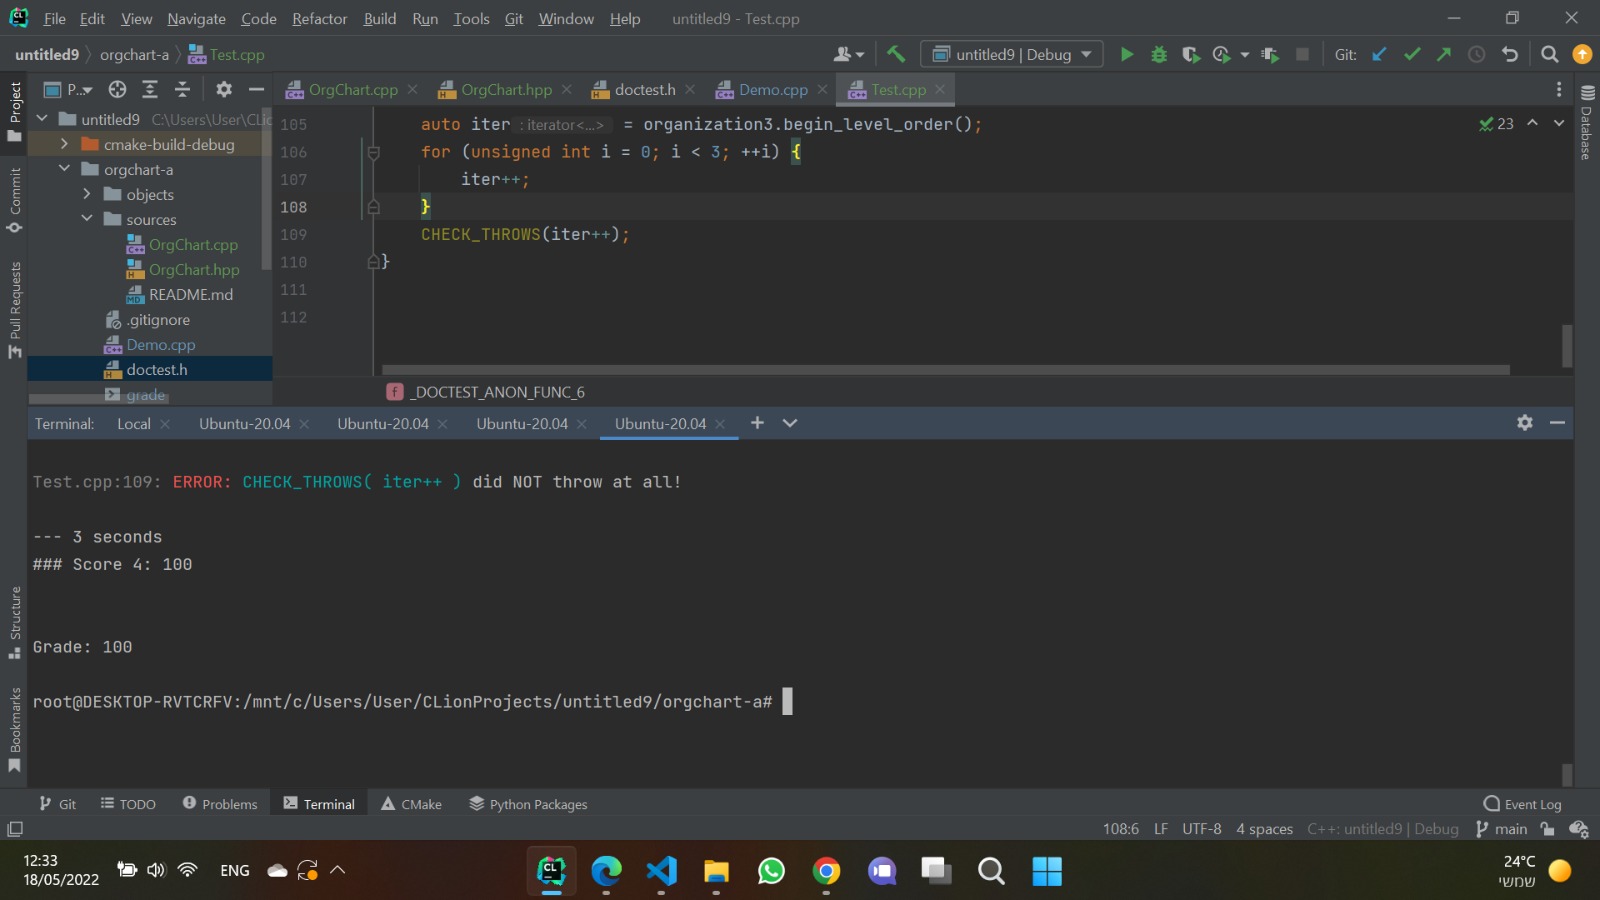 File Edit View Navigate Code Refactor Build Run Tools Git Window Help untitled9 - Test.cpp
untitled9 orgchart-a Test.cpp
untitled9 | Debug Git:
P... OrgChart.cpp OrgChart.hpp doctest.h Demo.cpp Test.cpp
Project
Commit
Pull Requests
Structure
Bookmarks
Database
untitled9 C:\Users\User\CLio
cmake-build-debug
orgchart-a
objects
sources
OrgChart.cpp
OrgChart.hpp
README.md
.gitignore
Demo.cpp
doctest.h
grade
105 auto iter : iterator<...> = organization3.begin_level_order();
106 for (unsigned int i = 0; i < 3; ++i) {
107 iter++;
108 }
109 CHECK_THROWS(iter++);
110 }
111
112
23
f _DOCTEST_ANON_FUNC_6
Terminal: Local Ubuntu-20.04 Ubuntu-20.04 Ubuntu-20.04 Ubuntu-20.04
Test.cpp:109: ERROR: CHECK_THROWS( iter++ ) did NOT throw at all!
--- 3 seconds
### Score 4: 100
Grade: 100
root@DESKTOP-RVTCRFV:/mnt/c/Users/User/CLionProjects/untitled9/orgchart-a#
Git TODO Problems Terminal CMake Python Packages Event Log
108:6 LF UTF-8 4 spaces C++: untitled9 | Debug main
12:33
18/05/2022
ENG
24°C
שמשי